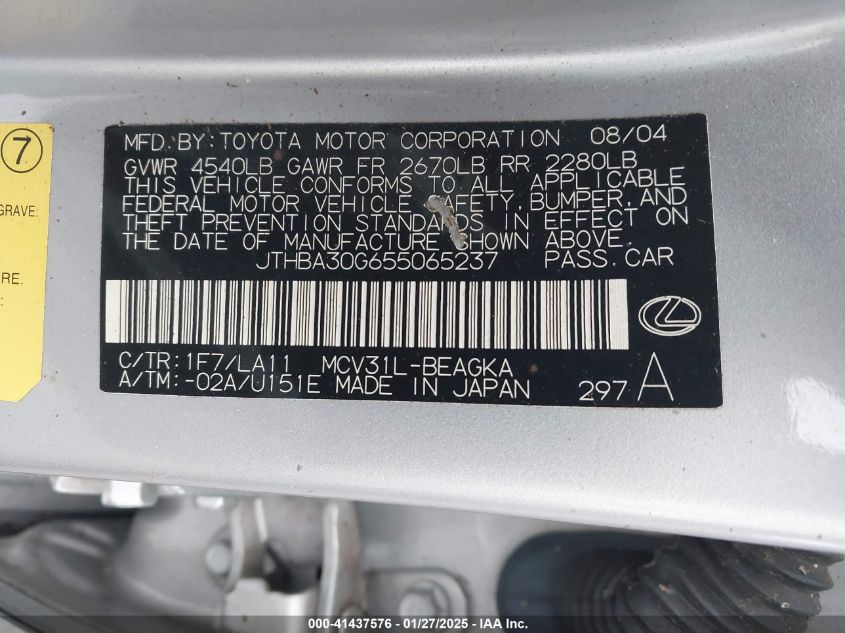 7
GRAVE:
RE.
:
MFD. BY: TOYOTA MOTOR CORPORATION 08/04
GVWR 4540LB GAWR FR 2670LB RR 2280LB
THIS VEHICLE CONFORMS TO ALL APPLICABLE
FEDERAL MOTOR VEHICLE SAFETY, BUMPER, AND
THEFT PREVENTION STANDARDS IN EFFECT ON
THE DATE OF MANUFACTURE SHOWN ABOVE.
JTHBA30G655065237 PASS. CAR
C/TR: 1F7/LA11 MCV31L-BEAGKA
A/TM: -02A/U151E MADE IN JAPAN 297 A
000-41437576 - 01/27/2025 - IAA Inc.